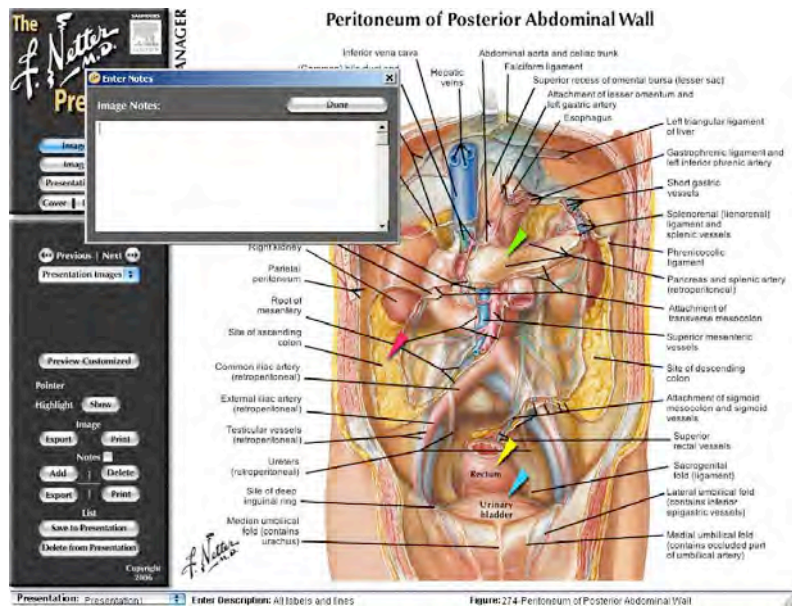 Peritoneum of Posterior Abdominal Wall
The
SAUNDERS
F. Netter
M.D.
Pre
ANAGER
Enter Notes
Image Notes:
Done
Imag
Imag
Presentati
Cover
Previous | Next
Presentation Images
Preview Customized
Pointer
Highlight
Show
Image
Export
Print
Notes
Add
Delete
Export
Print
List
Save to Presentation
Delete from Presentation
Copyright
2006
Inferior vena cava
Hepatic
veins
Right kidney
Parietal
peritoneum
Root of
mesentery
Site of ascending
colon
Common iliac artery
(retroperitoneal)
External iliac artery
(retroperitoneal)
Testicular vessels
(retroperitoneal)
Ureters
(retroperitoneal)
Site of deep
inguinal ring
Median umbilical
fold (contains
urachus)
Abdominal aorta and celiac trunk
Falciform ligament
Superior recess of omental bursa (lesser sac)
Attachment of lesser omentum and
left gastric artery
Esophagus
Left triangular ligament
of liver
Gastrophrenic ligament and
left inferior phrenic artery
Short gastric
vessels
Splenorenal (lienorenal)
ligament and
splenic vessels
Phrenicocolic
ligament
Pancreas and splenic artery
(retroperitoneal)
Attachment of
transverse mesocolon
Superior mesenteric
vessels
Site of descending
colon
Attachment of sigmoid
mesocolon and sigmoid
vessels
Superior
rectal vessels
Sacrogenital
fold (ligament)
Lateral umbilical fold
(contains inferior
epigastric vessels)
Medial umbilical fold
(contains occluded part
of umbilical artery)
Rectum
Urinary
bladder
F. Netter
M.D.
Presentation: Presentation1
Enter Description: All labels and lines
Figure: 274-Peritoneum of Posterior Abdominal Wall